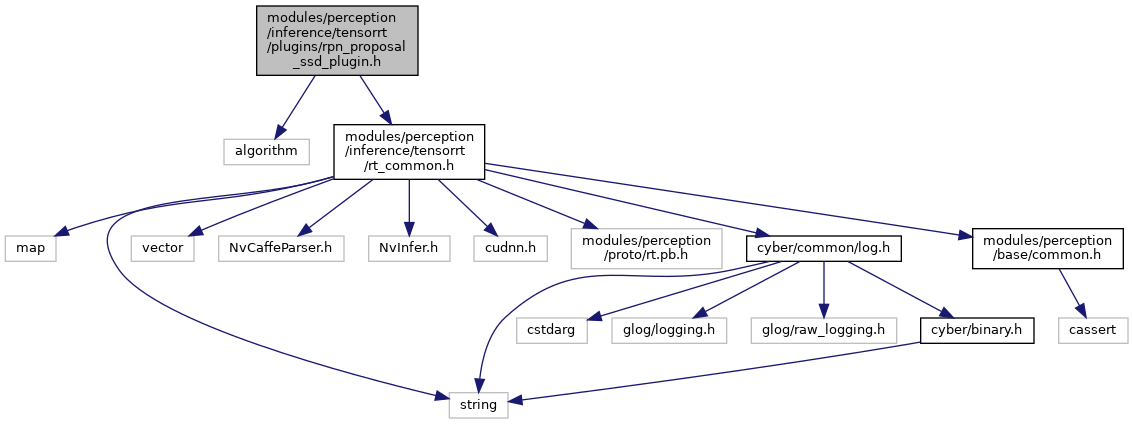 modules/perception
/inference/tensorrt
/plugins/rpn_proposal
_ssd_plugin.h
algorithm
modules/perception
/inference/tensorrt
/rt_common.h
map
vector
NvCaffeParser.h
NvInfer.h
cudnn.h
modules/perception
/proto/rt.pb.h
cyber/common/log.h
modules/perception
/base/common.h
cstdarg
glog/logging.h
glog/raw_logging.h
cyber/binary.h
cassert
string